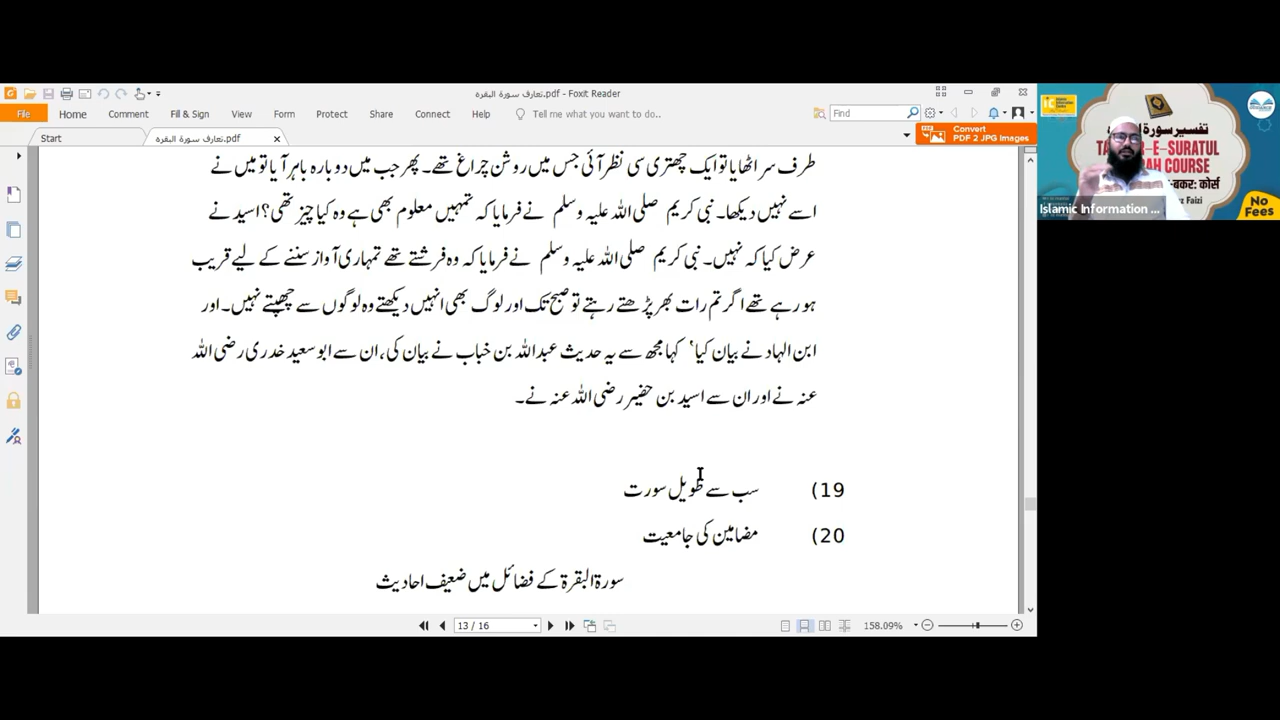 تعارف سورۃ البقرۃ.pdf - Foxit Reader
File Home Comment Fill & Sign View Form Protect Share Connect Help Tell me what you want to do.. Find
Start تعارف سورۃ البقرۃ.pdf
Convert
PDF 2 JPG Images
طرف سر اٹھایا تو ایک چھتری سی نظر آئی جس میں روشن چراغ تھے۔ پھر جب میں دوبارہ باہر آیا تو میں نے
اسے نہیں دیکھا۔ نبی کریم صلی اللہ علیہ وسلم نے فرمایا کہ تمہیں معلوم بھی ہے وہ کیا چیز تھی؟ اسید نے
عرض کیا کہ نہیں۔ نبی کریم صلی اللہ علیہ وسلم نے فرمایا کہ وہ فرشتے تھے تمہاری آواز سننے کے لیے قریب
ہو رہے تھے اگر تم رات بھر پڑھتے رہتے تو صبح تک اور لوگ بھی انہیں دیکھتے وہ لوگوں سے چھپتے نہیں۔ اور
ابن الہاد نے بیان کیا ‘ کہا مجھ سے یہ حدیث عبداللہ بن خباب نے بیان کی، ان سے ابو سعید خدری رضی اللہ
عنہ نے اور ان سے اسید بن حضیر رضی اللہ عنہ نے۔
19) سب سے طویل سورت
20) مضامین کی جامعیت
سورۃ البقرۃ کے فضائل میں ضعیف احادیث
13 / 16
158.09%
تفسیر سورۃ
SURATUL
COURSE
कोर्स
Faizi
No
Fees
Islamic Information ...